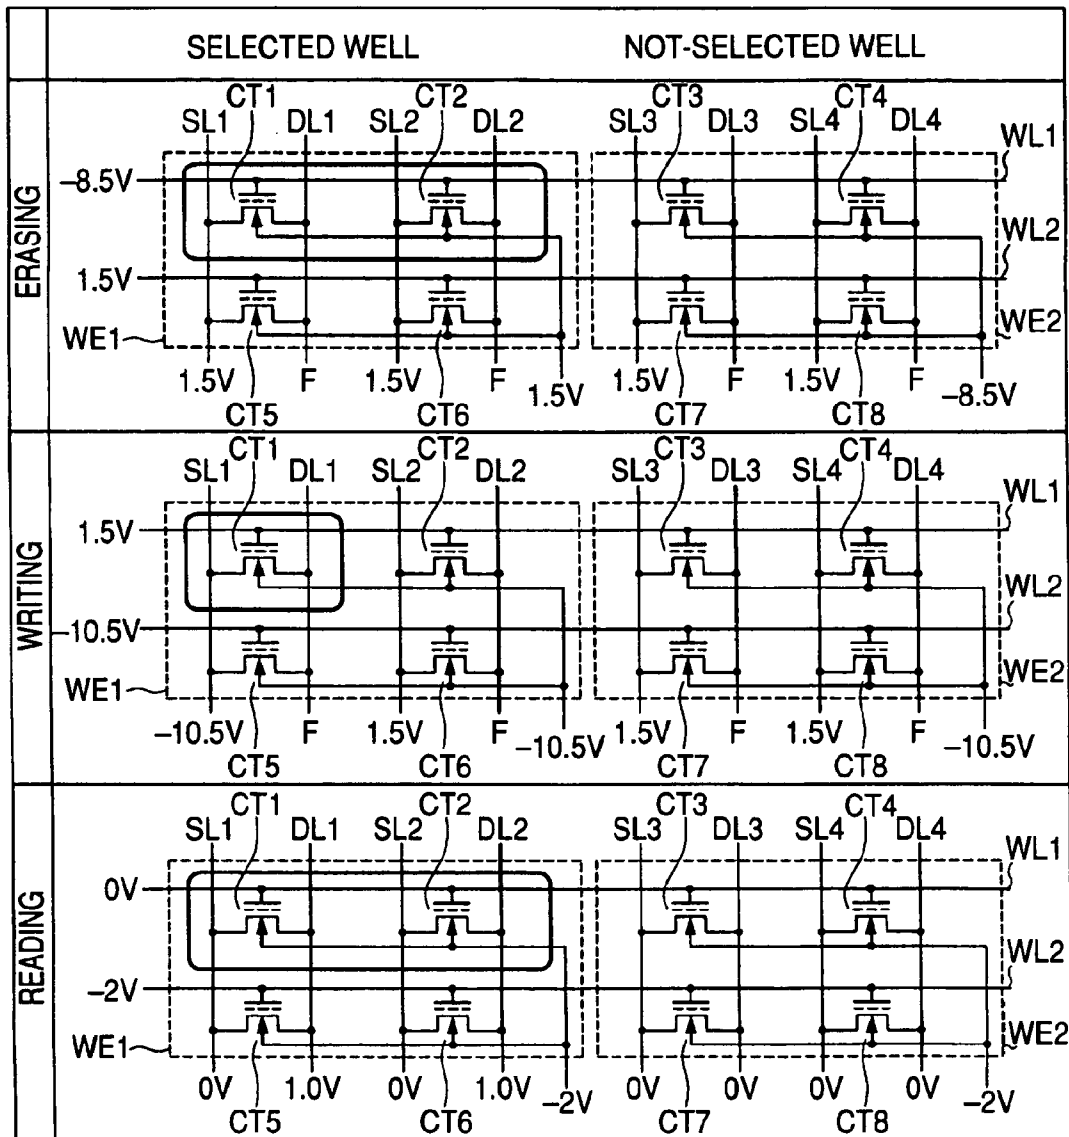 SELECTED WELL NOT-SELECTED WELL
ERASING
CT1 CT2 CT3 CT4
SL1 DL1 SL2 DL2 SL3 DL3 SL4 DL4
WL1
–8.5V
WL2
1.5V
WE1 WE2
1.5V F 1.5V F 1.5V 1.5V F 1.5V F –8.5V
CT5 CT6 CT7 CT8
WRITING
CT1 CT2 CT3 CT4
SL1 DL1 SL2 DL2 SL3 DL3 SL4 DL4
WL1
1.5V
WL2
–10.5V
WE1 WE2
–10.5V F 1.5V F –10.5V 1.5V F 1.5V F –10.5V
CT5 CT6 CT7 CT8
READING
CT1 CT2 CT3 CT4
SL1 DL1 SL2 DL2 SL3 DL3 SL4 DL4
WL1
0V
WL2
–2V
WE1 WE2
0V 1.0V 0V 1.0V –2V 0V 0V 0V 0V –2V
CT5 CT6 CT7 CT8